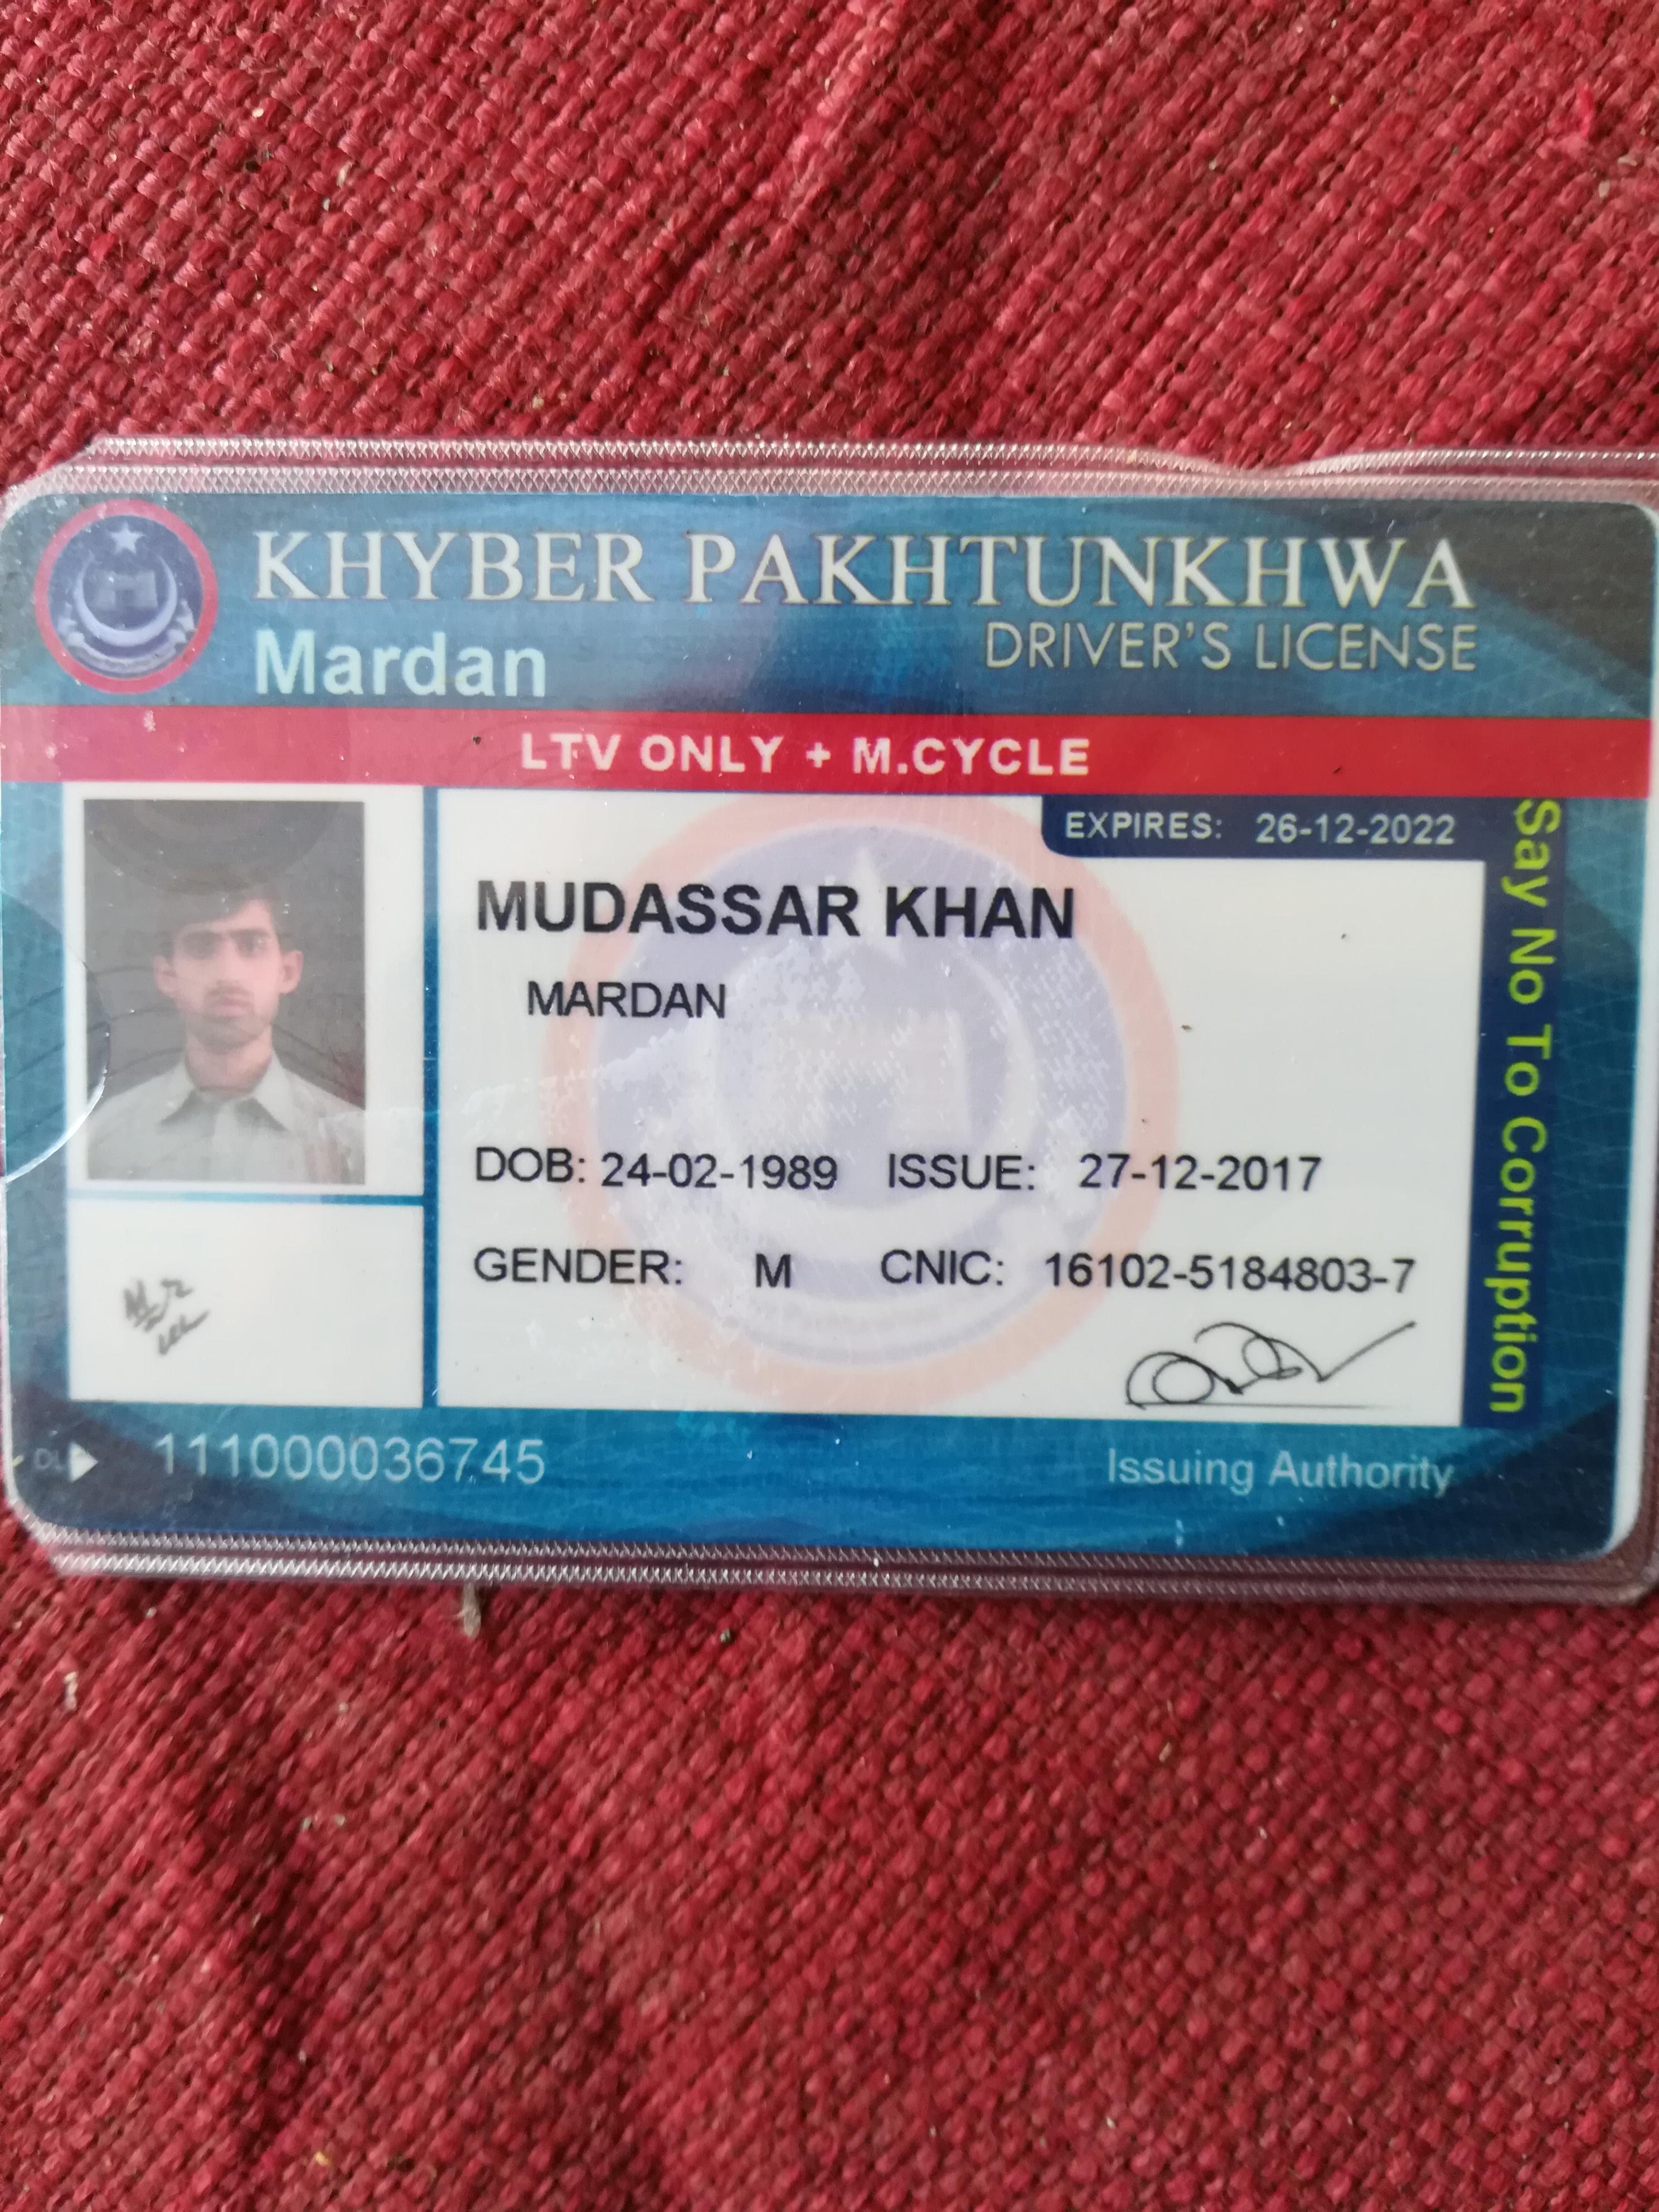 KHYBER PAKHTUNKHWA
Mardan
DRIVER'S LICENSE
LTV ONLY + M.CYCLE
EXPIRES: 26-12-2022
MUDASSAR KHAN
MARDAN
DOB: 24-02-1989 ISSUE: 27-12-2017
GENDER: M CNIC: 16102-5184803-7
Say No To Corruption
111000036745
Issuing Authority